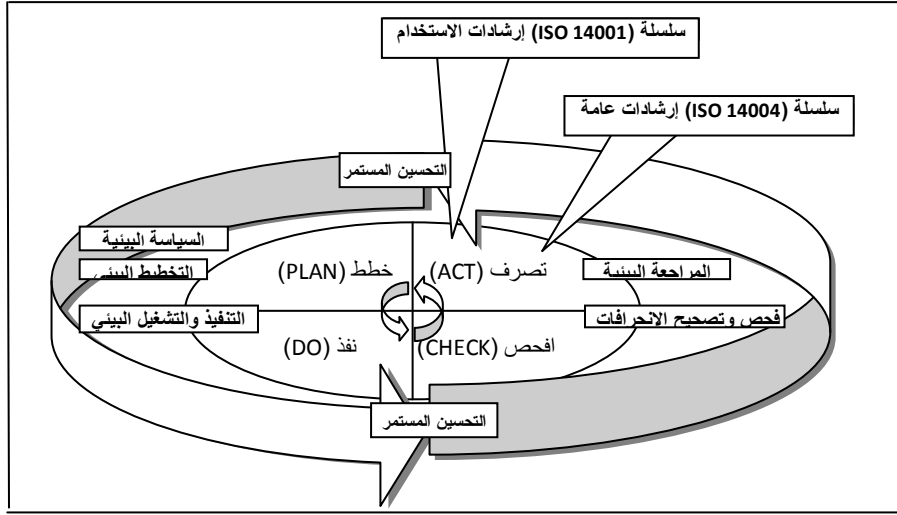 سلسلة (ISO 14001) إرشادات الاستخدام
سلسلة (ISO 14004) إرشادات عامة
التحسين المستمر
السياسة البيئية
المراجعة البيئية
تصرف (ACT)
خطط (PLAN)
التخطيط البيئي
فحص وتصحيح الانحرافات
التنفيذ والتشغيل البيئي
افحص (CHECK)
نفذ (DO)
التحسين المستمر